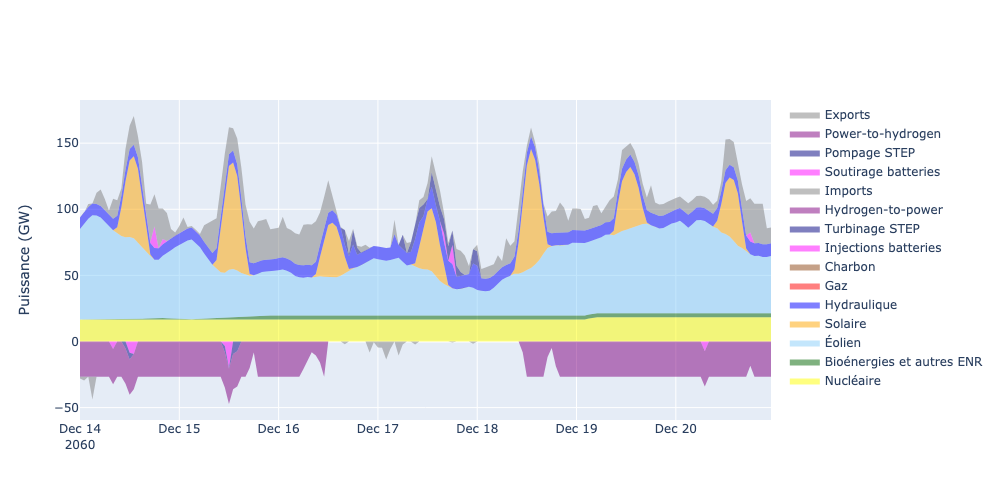 Puissance (GW)
150
100
50
0
−50
Dec 14
2060
Dec 15
Dec 16
Dec 17
Dec 18
Dec 19
Dec 20
Exports
Power-to-hydrogen
Pompage STEP
Soutirage batteries
Imports
Hydrogen-to-power
Turbinage STEP
Injections batteries
Charbon
Gaz
Hydraulique
Solaire
Éolien
Bioénergies et autres ENR
Nucléaire